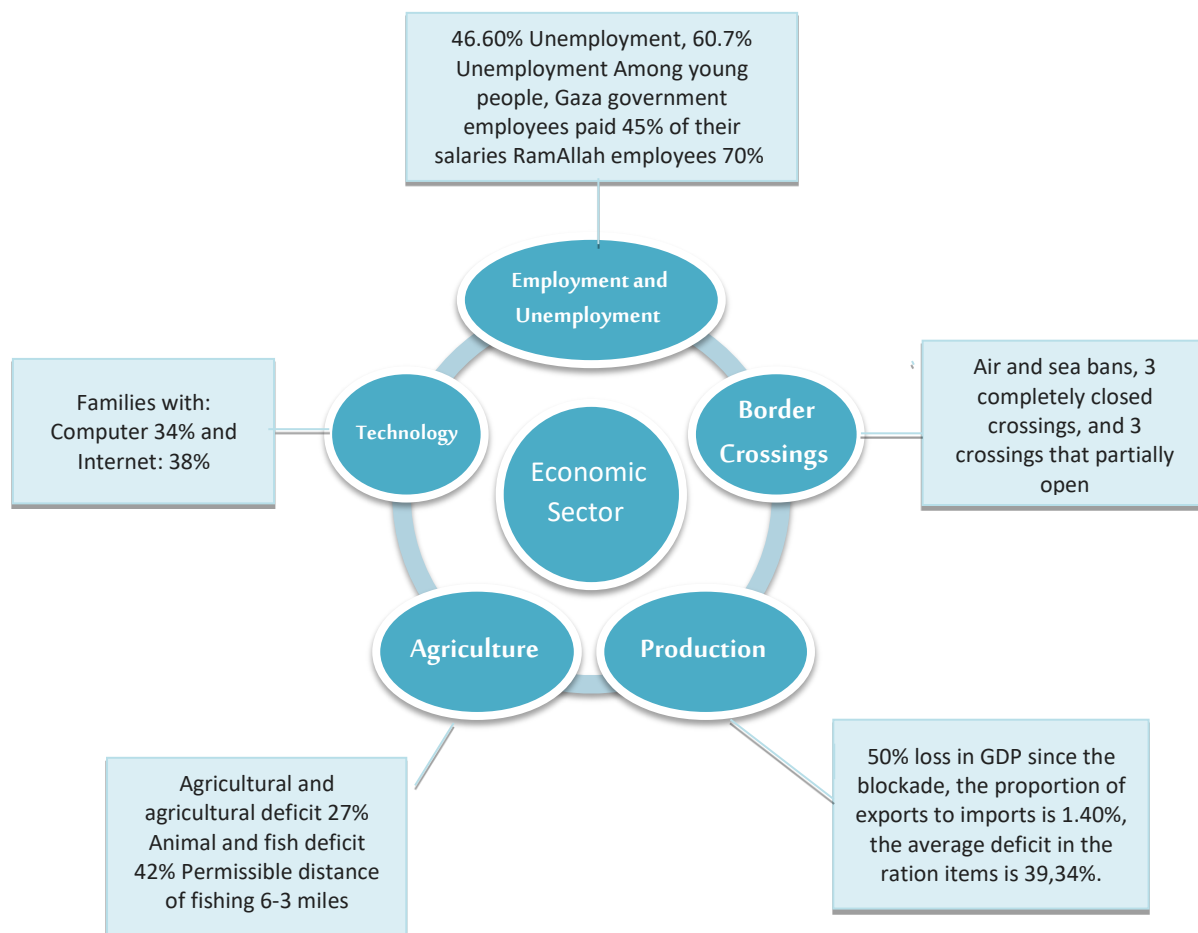 46.60% Unemployment, 60.7%
Unemployment Among young
people, Gaza government
employees paid 45% of their
salaries RamAllah employees 70%
Employment and
Unemployment
Air and sea bans, 3
completely closed
crossings, and 3
crossings that partially
open
Border
Crossings
Families with:
Computer 34% and
Internet: 38%
Technology
Economic
Sector
Agriculture
Production
Agricultural and
agricultural deficit 27%
Animal and fish deficit
42% Permissible distance
of fishing 6-3 miles
50% loss in GDP since the
blockade, the proportion of
exports to imports is 1.40%,
the average deficit in the
ration items is 39,34%.